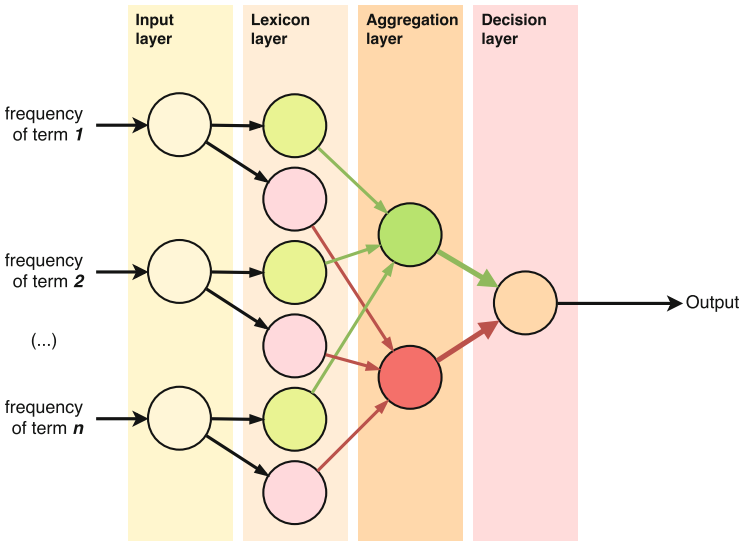 Input
layer
Lexicon
layer
Aggregation
layer
Decision
layer
frequency
of term 1
frequency
of term 2
(...)
frequency
of term n
Output